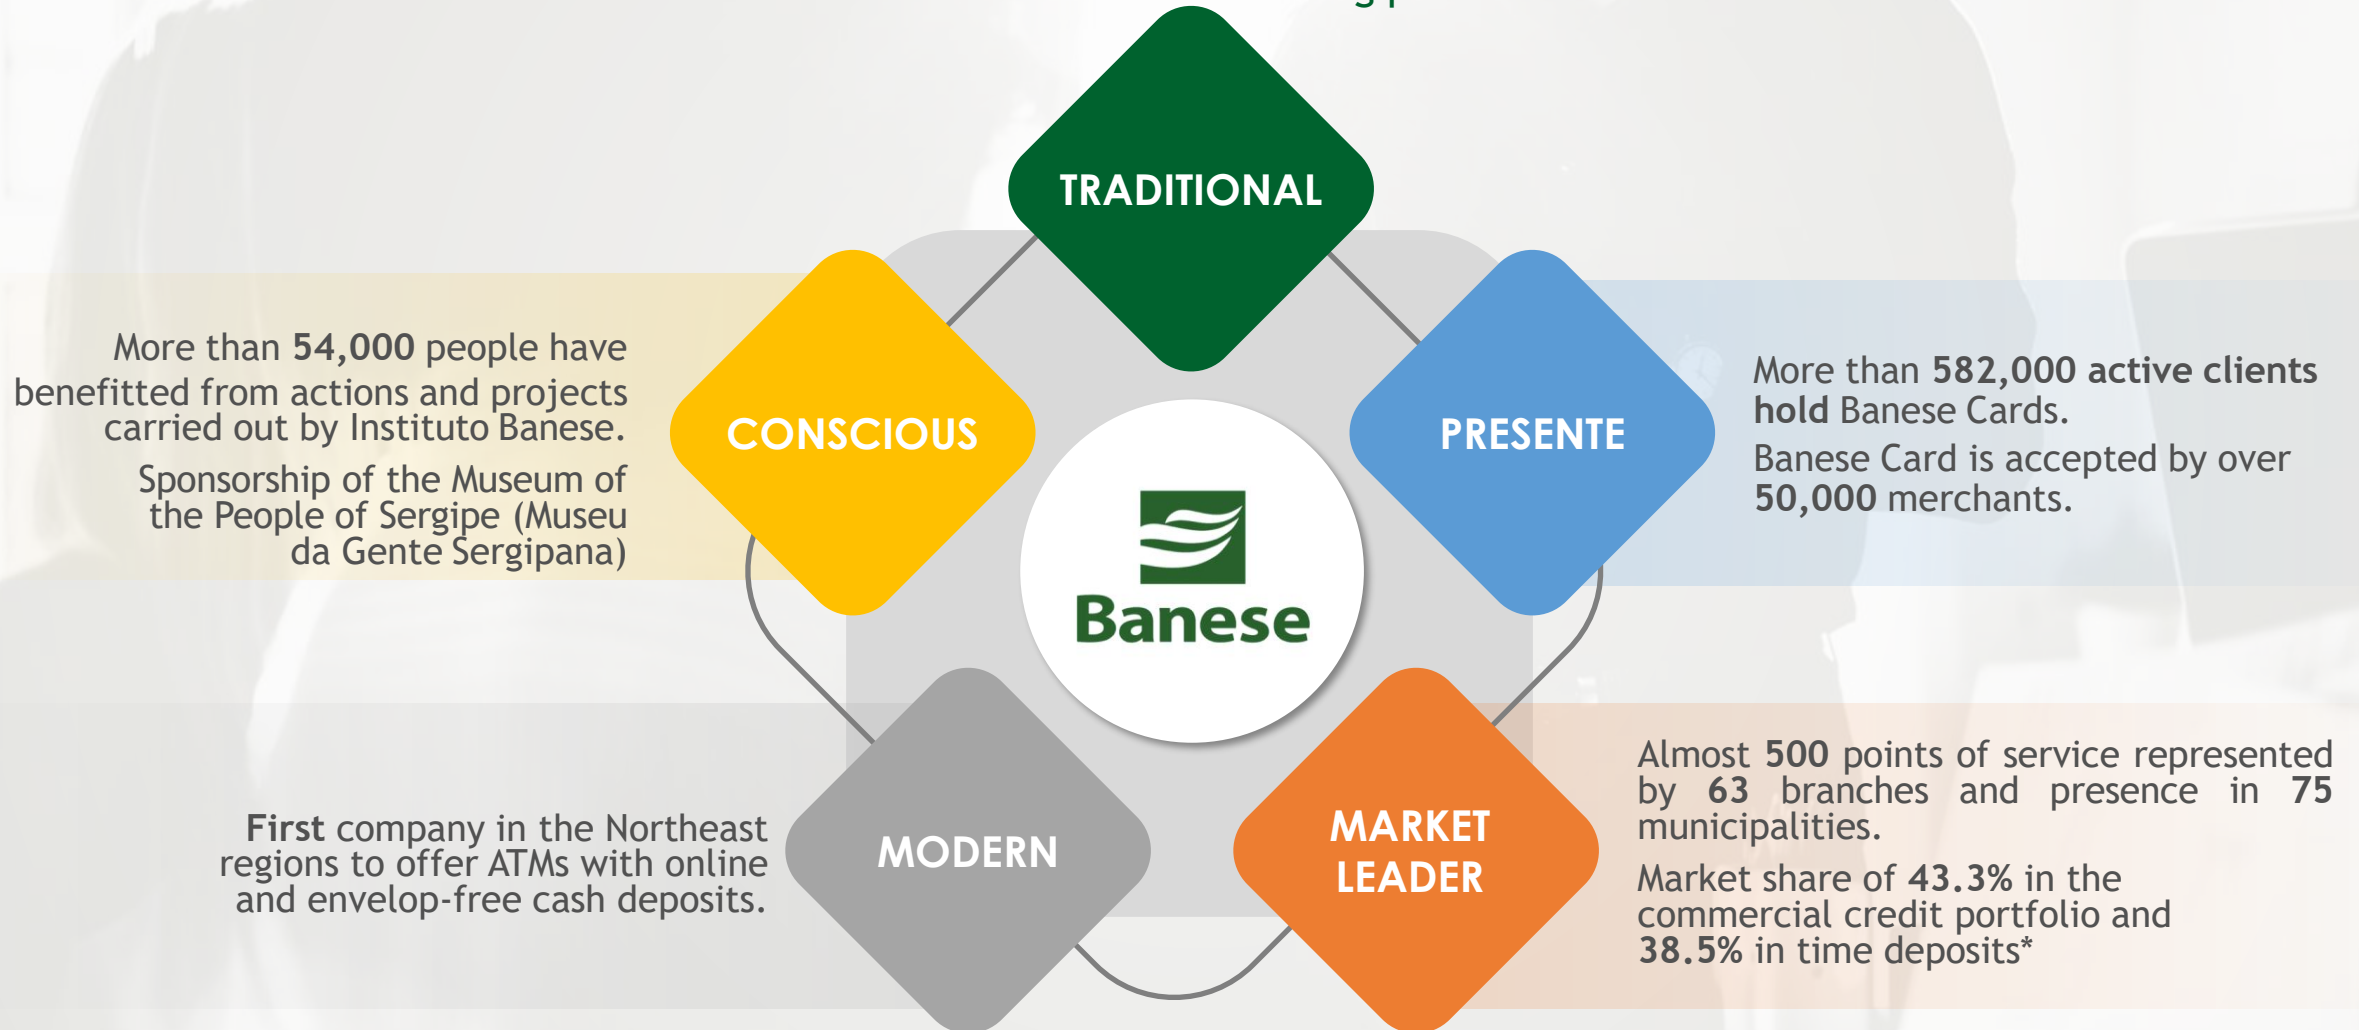 TRADITIONAL
CONSCIOUS
More than 54,000 people have
benefitted from actions and projects
carried out by Instituto Banese.
Sponsorship of the Museum of
the People of Sergipe (Museu
da Gente Sergipana)
PRESENTE
More than 582,000 active clients
hold Banese Cards.
Banese Card is accepted by over
50,000 merchants.
Banese
MODERN
First company in the Northeast
regions to offer ATMs with online
and envelop-free cash deposits.
MARKET
LEADER
Almost 500 points of service represented
by 63 branches and presence in 75
municipalities.
Market share of 43.3% in the
commercial credit portfolio and
38.5% in time deposits*